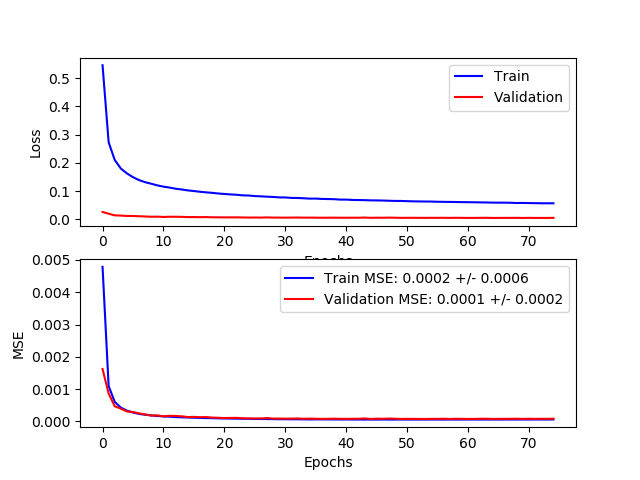 0.5
0.4
0.3
0.2
0.1
0.0
Loss
Train
Validation
0 10 20 30 40 50 60 70
Epochs
0.005
0.004
0.003
0.002
0.001
0.000
MSE
Train MSE: 0.0002 +/- 0.0006
Validation MSE: 0.0001 +/- 0.0002
0 10 20 30 40 50 60 70
Epochs